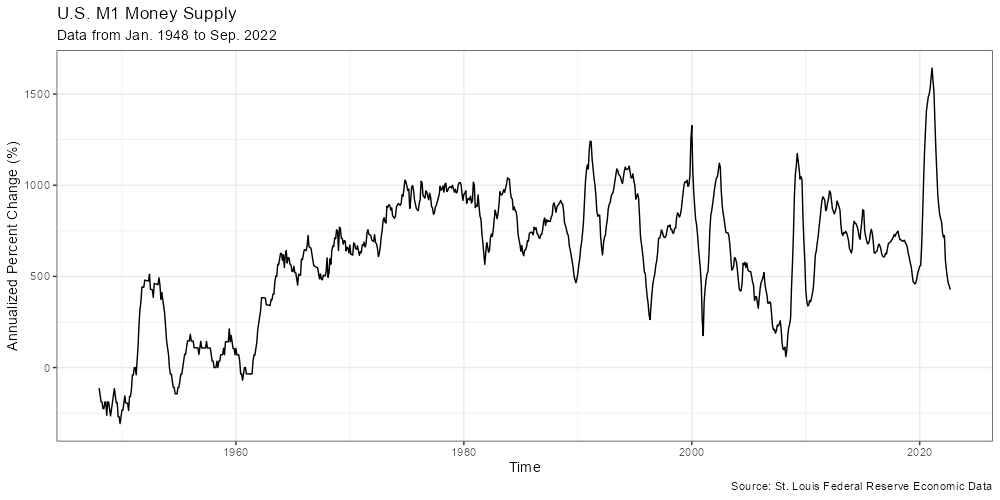 U.S. M1 Money Supply
Data from Jan. 1948 to Sep. 2022
Annualized Percent Change (%)
1500
1000
500
0
1960 1980 2000 2020
Time
Source: St. Louis Federal Reserve Economic Data